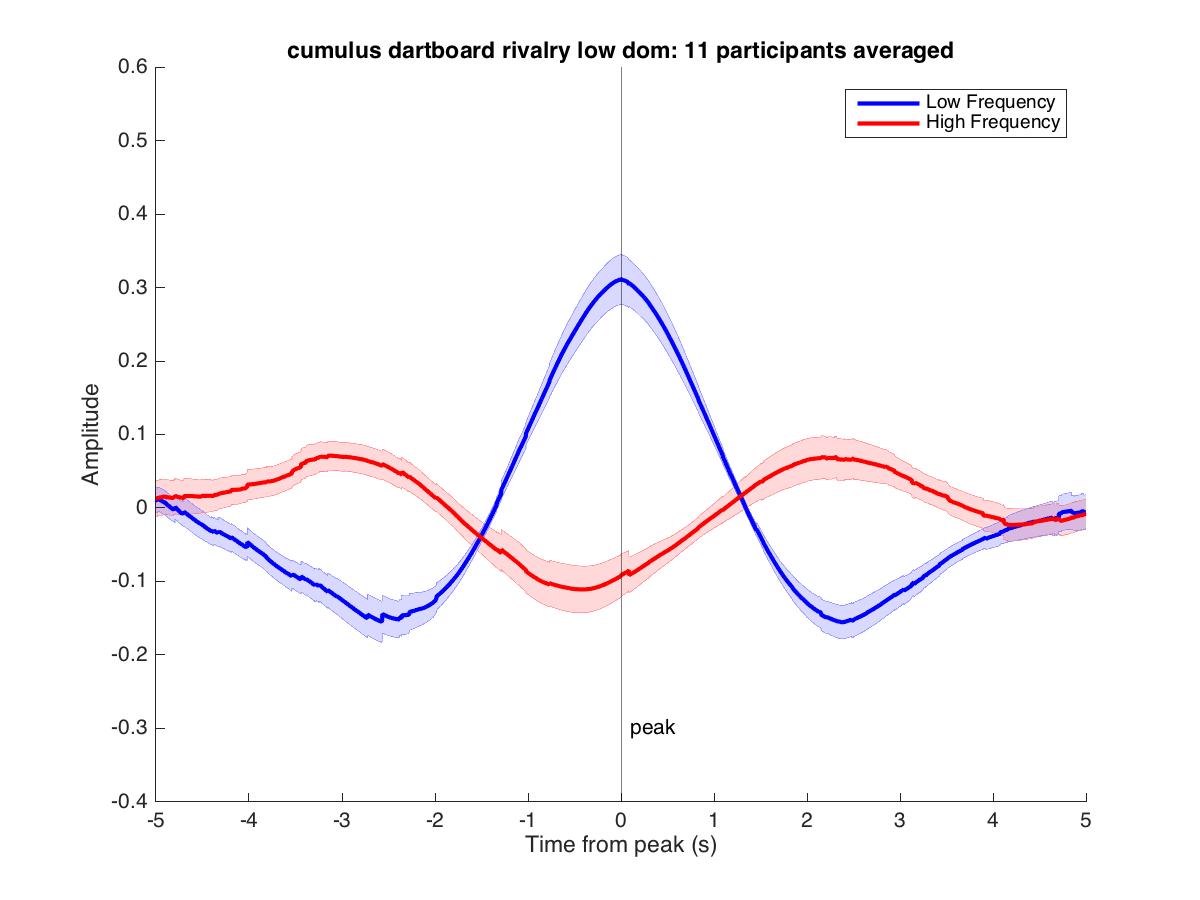 cumulus dartboard rivalry low dom: 11 participants averaged
Low Frequency
High Frequency
0.6
0.5
0.4
0.3
0.2
0.1
0
-0.1
-0.2
-0.3
-0.4
Amplitude
peak
-5 -4 -3 -2 -1 0 1 2 3 4 5
Time from peak (s)